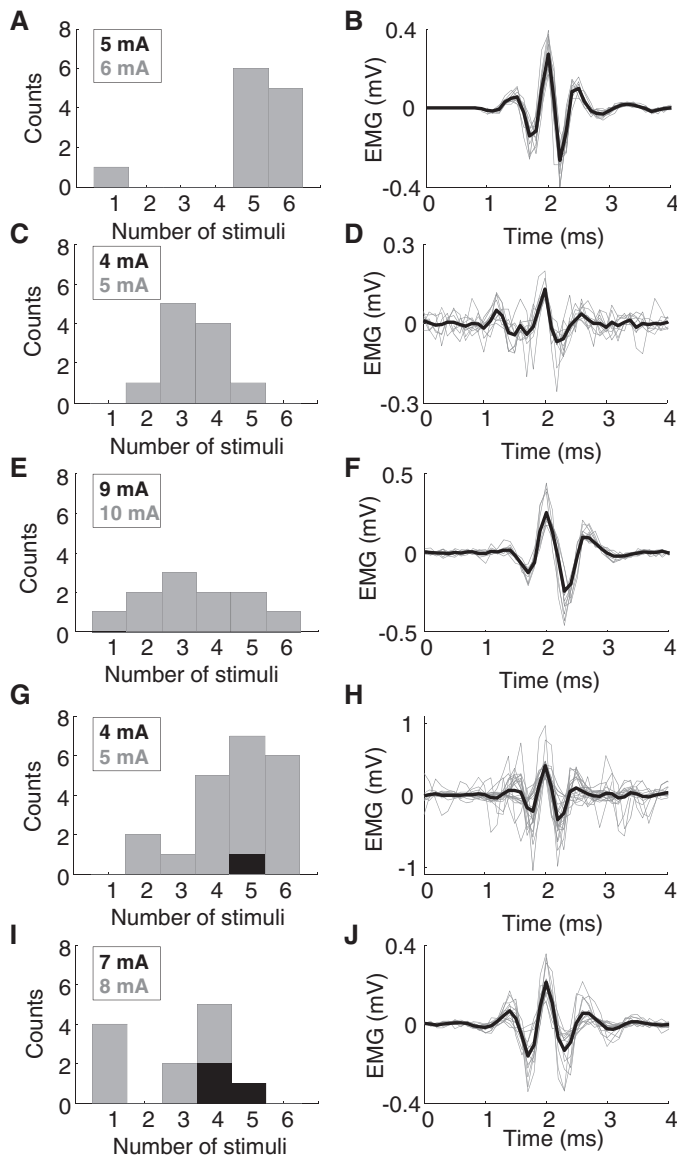 A
5 mA
6 mA
8
6
4
2
0
Counts
1 2 3 4 5 6
Number of stimuli
B
0.4
0
-0.4
EMG (mV)
0 1 2 3 4
Time (ms)
C
4 mA
5 mA
8
6
4
2
0
Counts
1 2 3 4 5 6
Number of stimuli
D
0.3
0
-0.3
EMG (mV)
0 1 2 3 4
Time (ms)
E
9 mA
10 mA
8
6
4
2
0
Counts
1 2 3 4 5 6
Number of stimuli
F
0.5
0
-0.5
EMG (mV)
0 1 2 3 4
Time (ms)
G
4 mA
5 mA
8
6
4
2
0
Counts
1 2 3 4 5 6
Number of stimuli
H
1
0
-1
EMG (mV)
0 1 2 3 4
Time (ms)
I
7 mA
8 mA
8
6
4
2
0
Counts
1 2 3 4 5 6
Number of stimuli
J
0.4
0
-0.4
EMG (mV)
0 1 2 3 4
Time (ms)